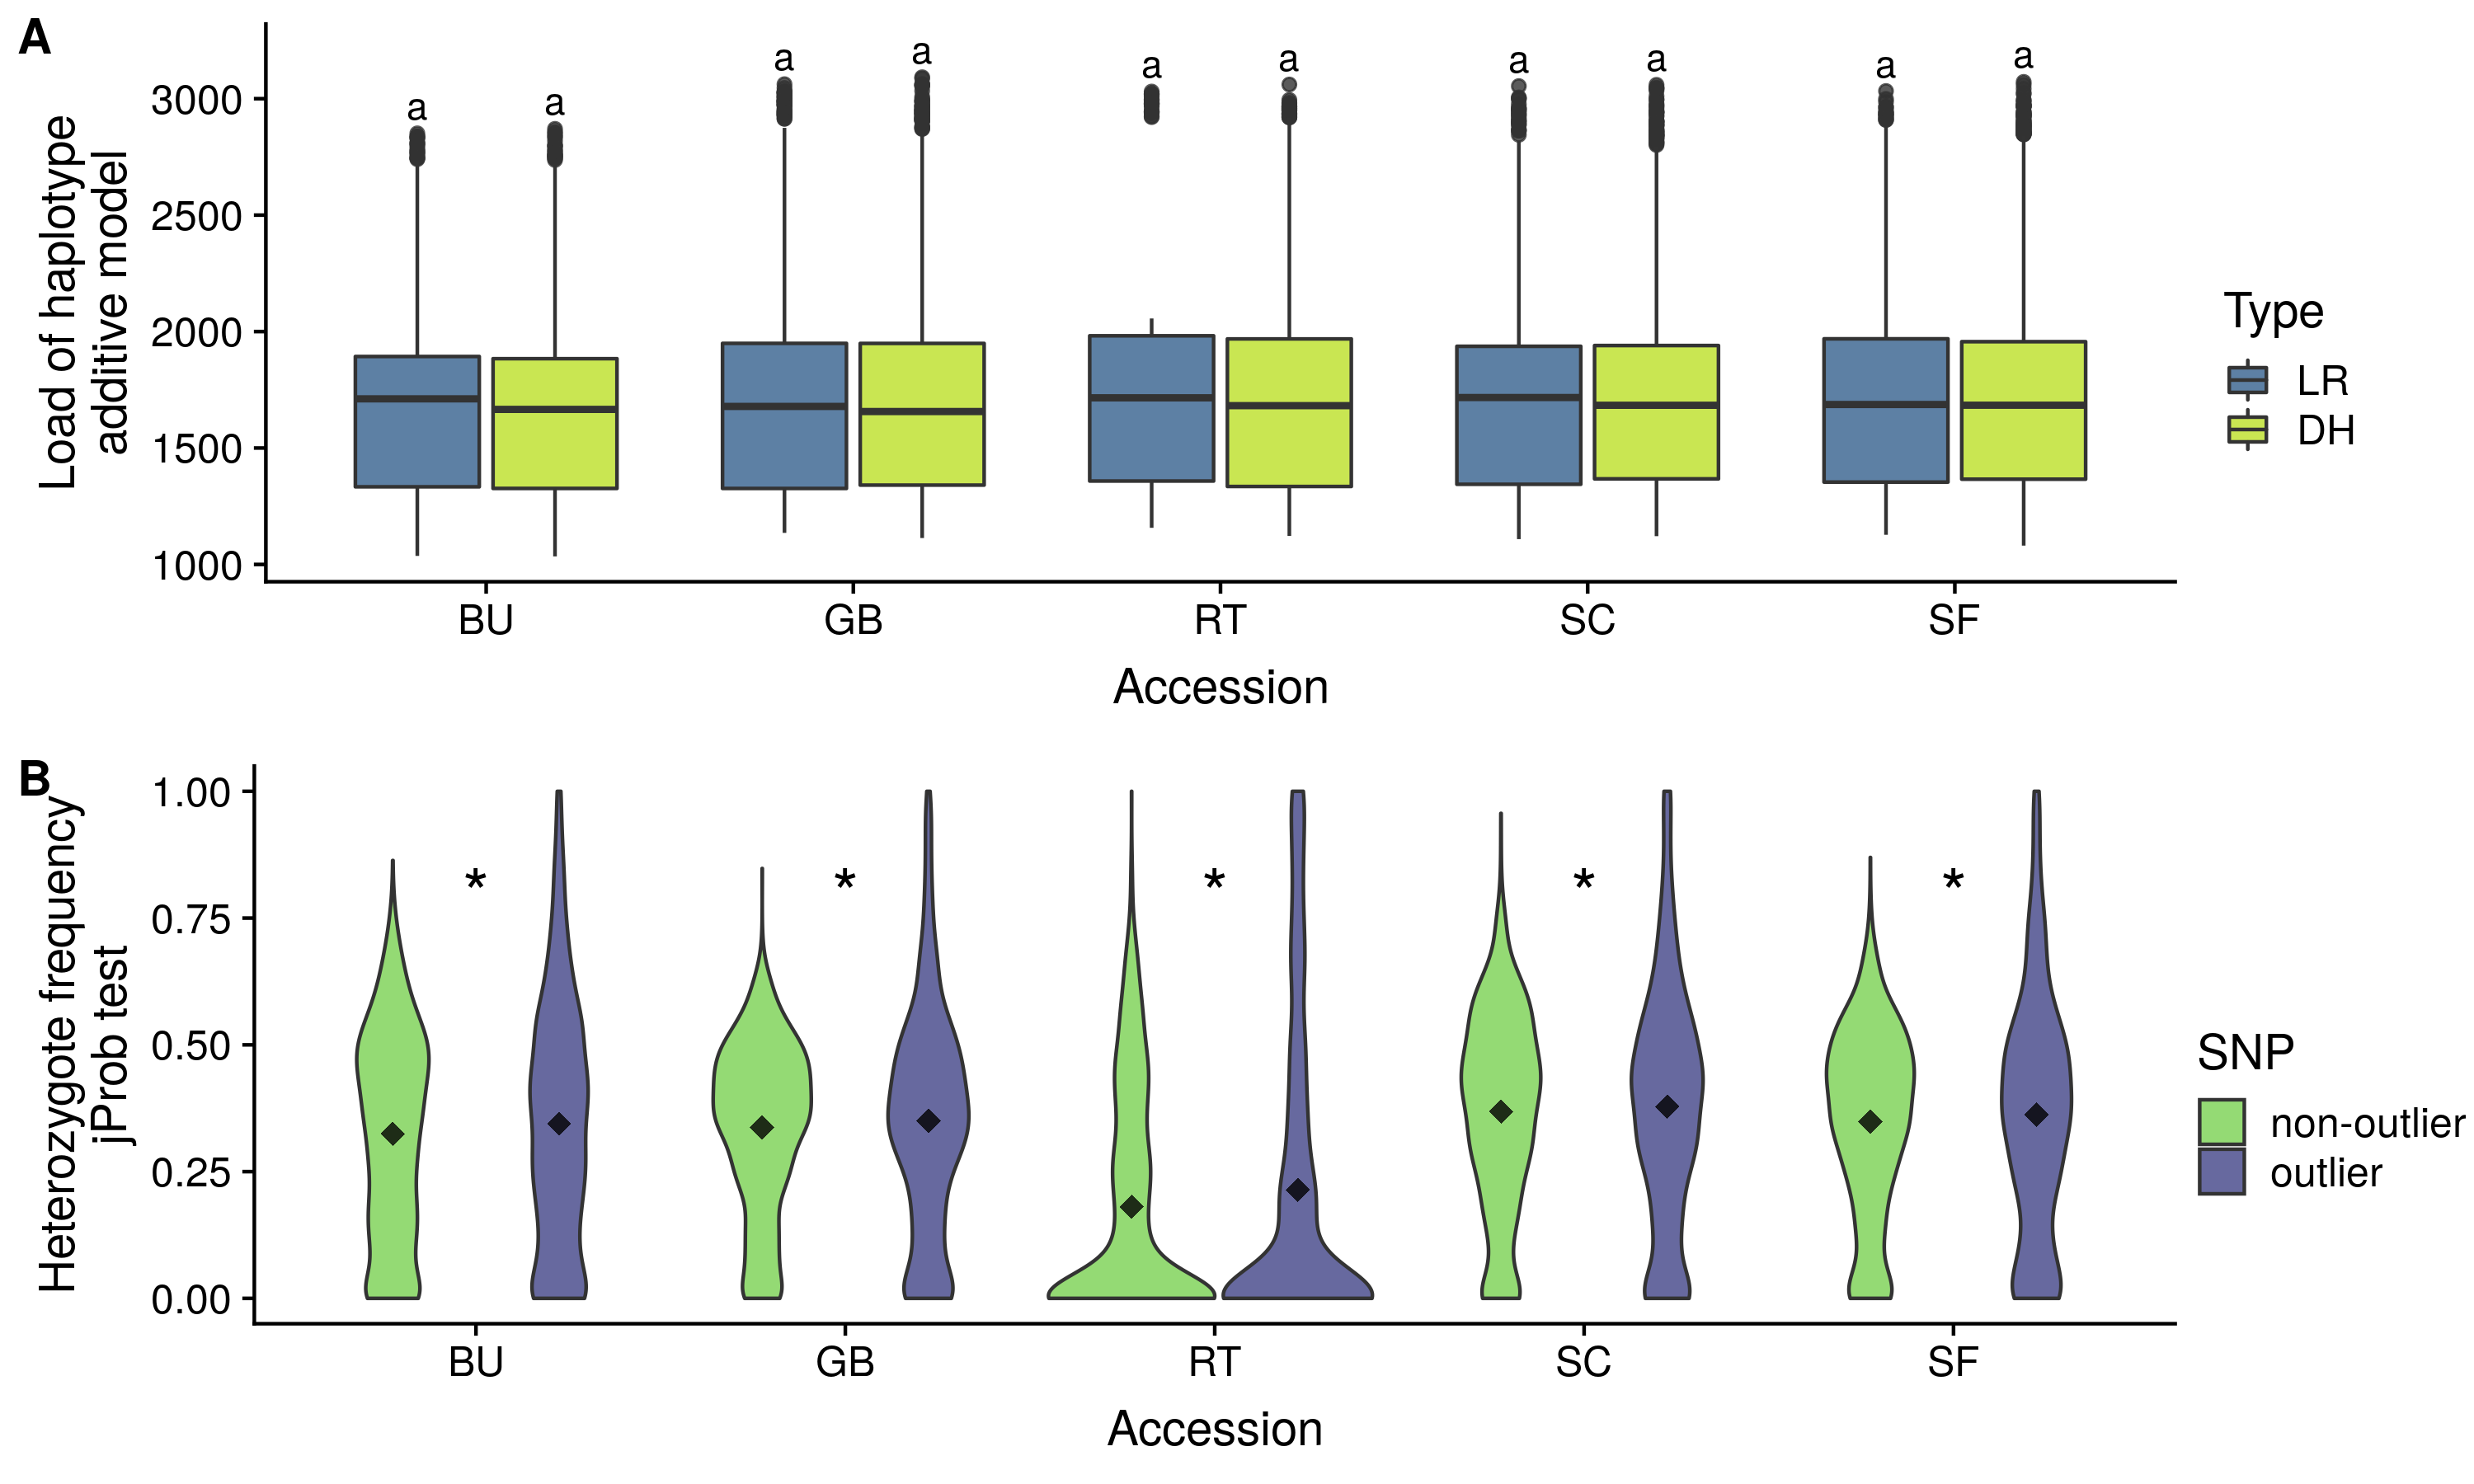 A
Load of haplotype
additive model
3000
2500
2000
1500
1000
a a a a a a a a a a
BU GB RT SC SF
Accession
Type
LR
DH
B
Heterozygote frequency
jProb test
1.00
0.75
0.50
0.25
0.00
* * * * *
BU GB RT SC SF
Accession
SNP
non-outlier
outlier